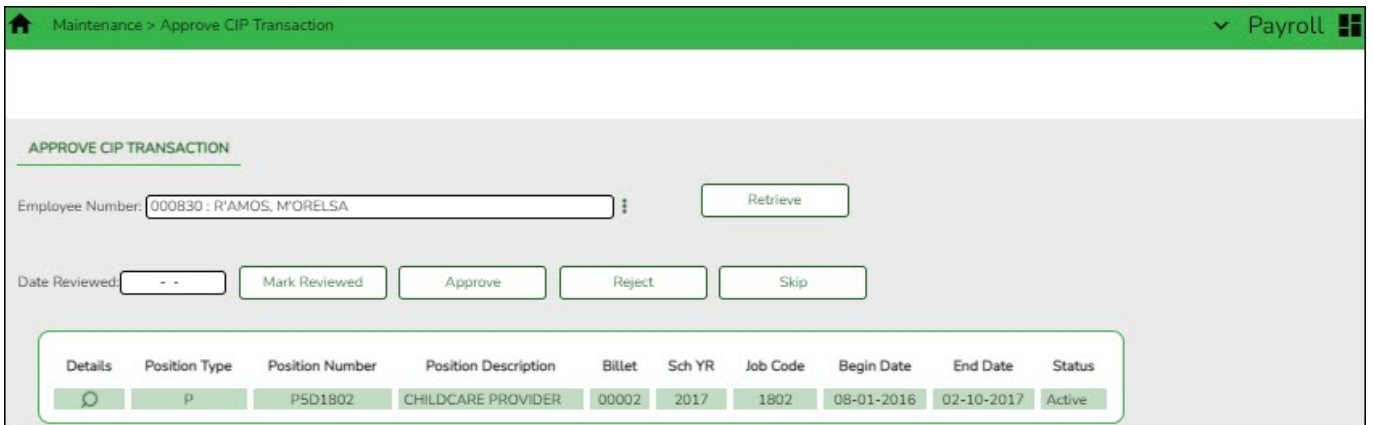 Maintenance > Approve CIP Transaction Payroll
APPROVE CIP TRANSACTION
Employee Number: 000830 : R'AMOS, M'ORELSA Retrieve
Date Reviewed: - - Mark Reviewed Approve Reject Skip
Details Position Type Position Number Position Description Billet Sch YR Job Code Begin Date End Date Status
P P5D1802 CHILDCARE PROVIDER 00002 2017 1802 08-01-2016 02-10-2017 Active